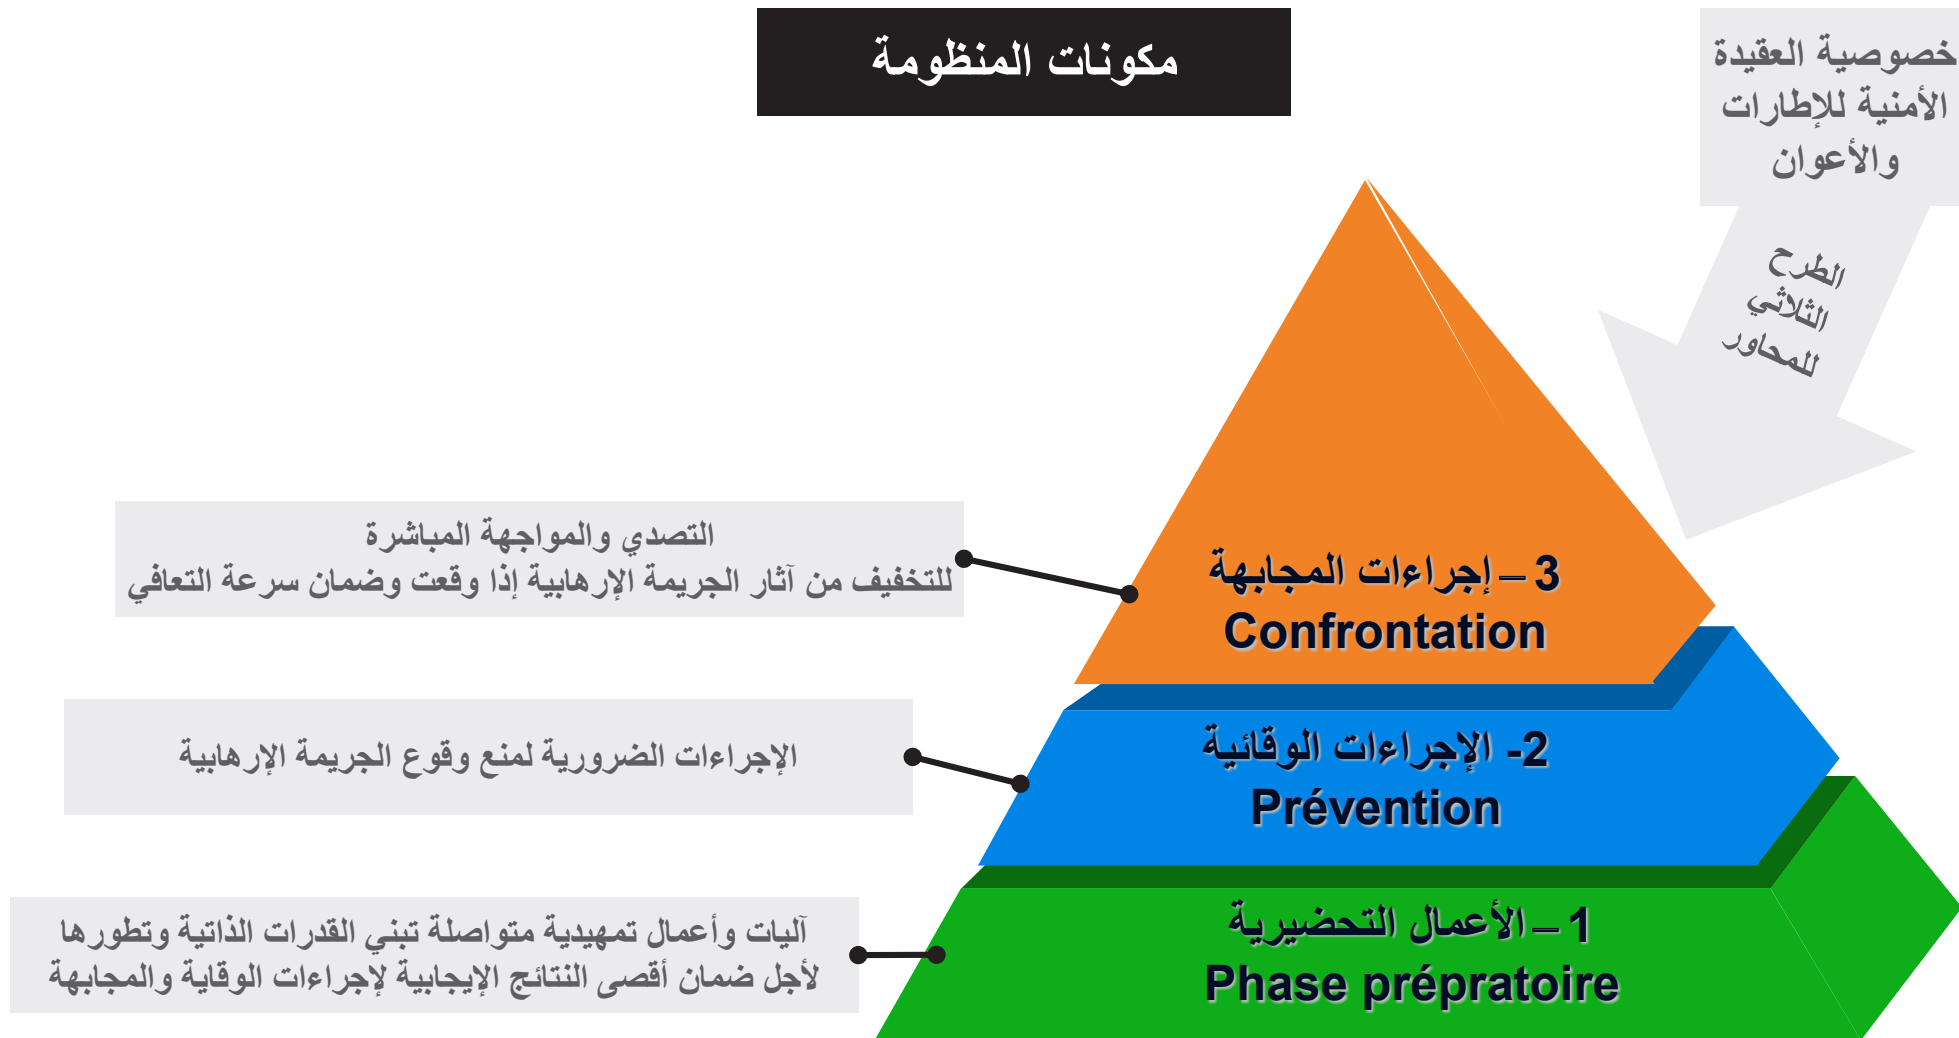 مكونات المنظومة
خصوصية العقيدة
الأمنية للإطارات
والأعوان
الطرح
الثلاثي
للمحاور
التصدي والمواجهة المباشرة
للتخفيف من آثار الجريمة الإرهابية إذا وقعت وضمان سرعة التعافي
3 – إجراءات المجابهة
Confrontation
الإجراءات الضرورية لمنع وقوع الجريمة الإرهابية
2- الإجراءات الوقائية
Prévention
آليات وأعمال تمهيدية متواصلة تبني القدرات الذاتية وتطورها
لأجل ضمان أقصى النتائج الإيجابية لإجراءات الوقاية والمجابهة
1 – الأعمال التحضيرية
Phase prépratoire